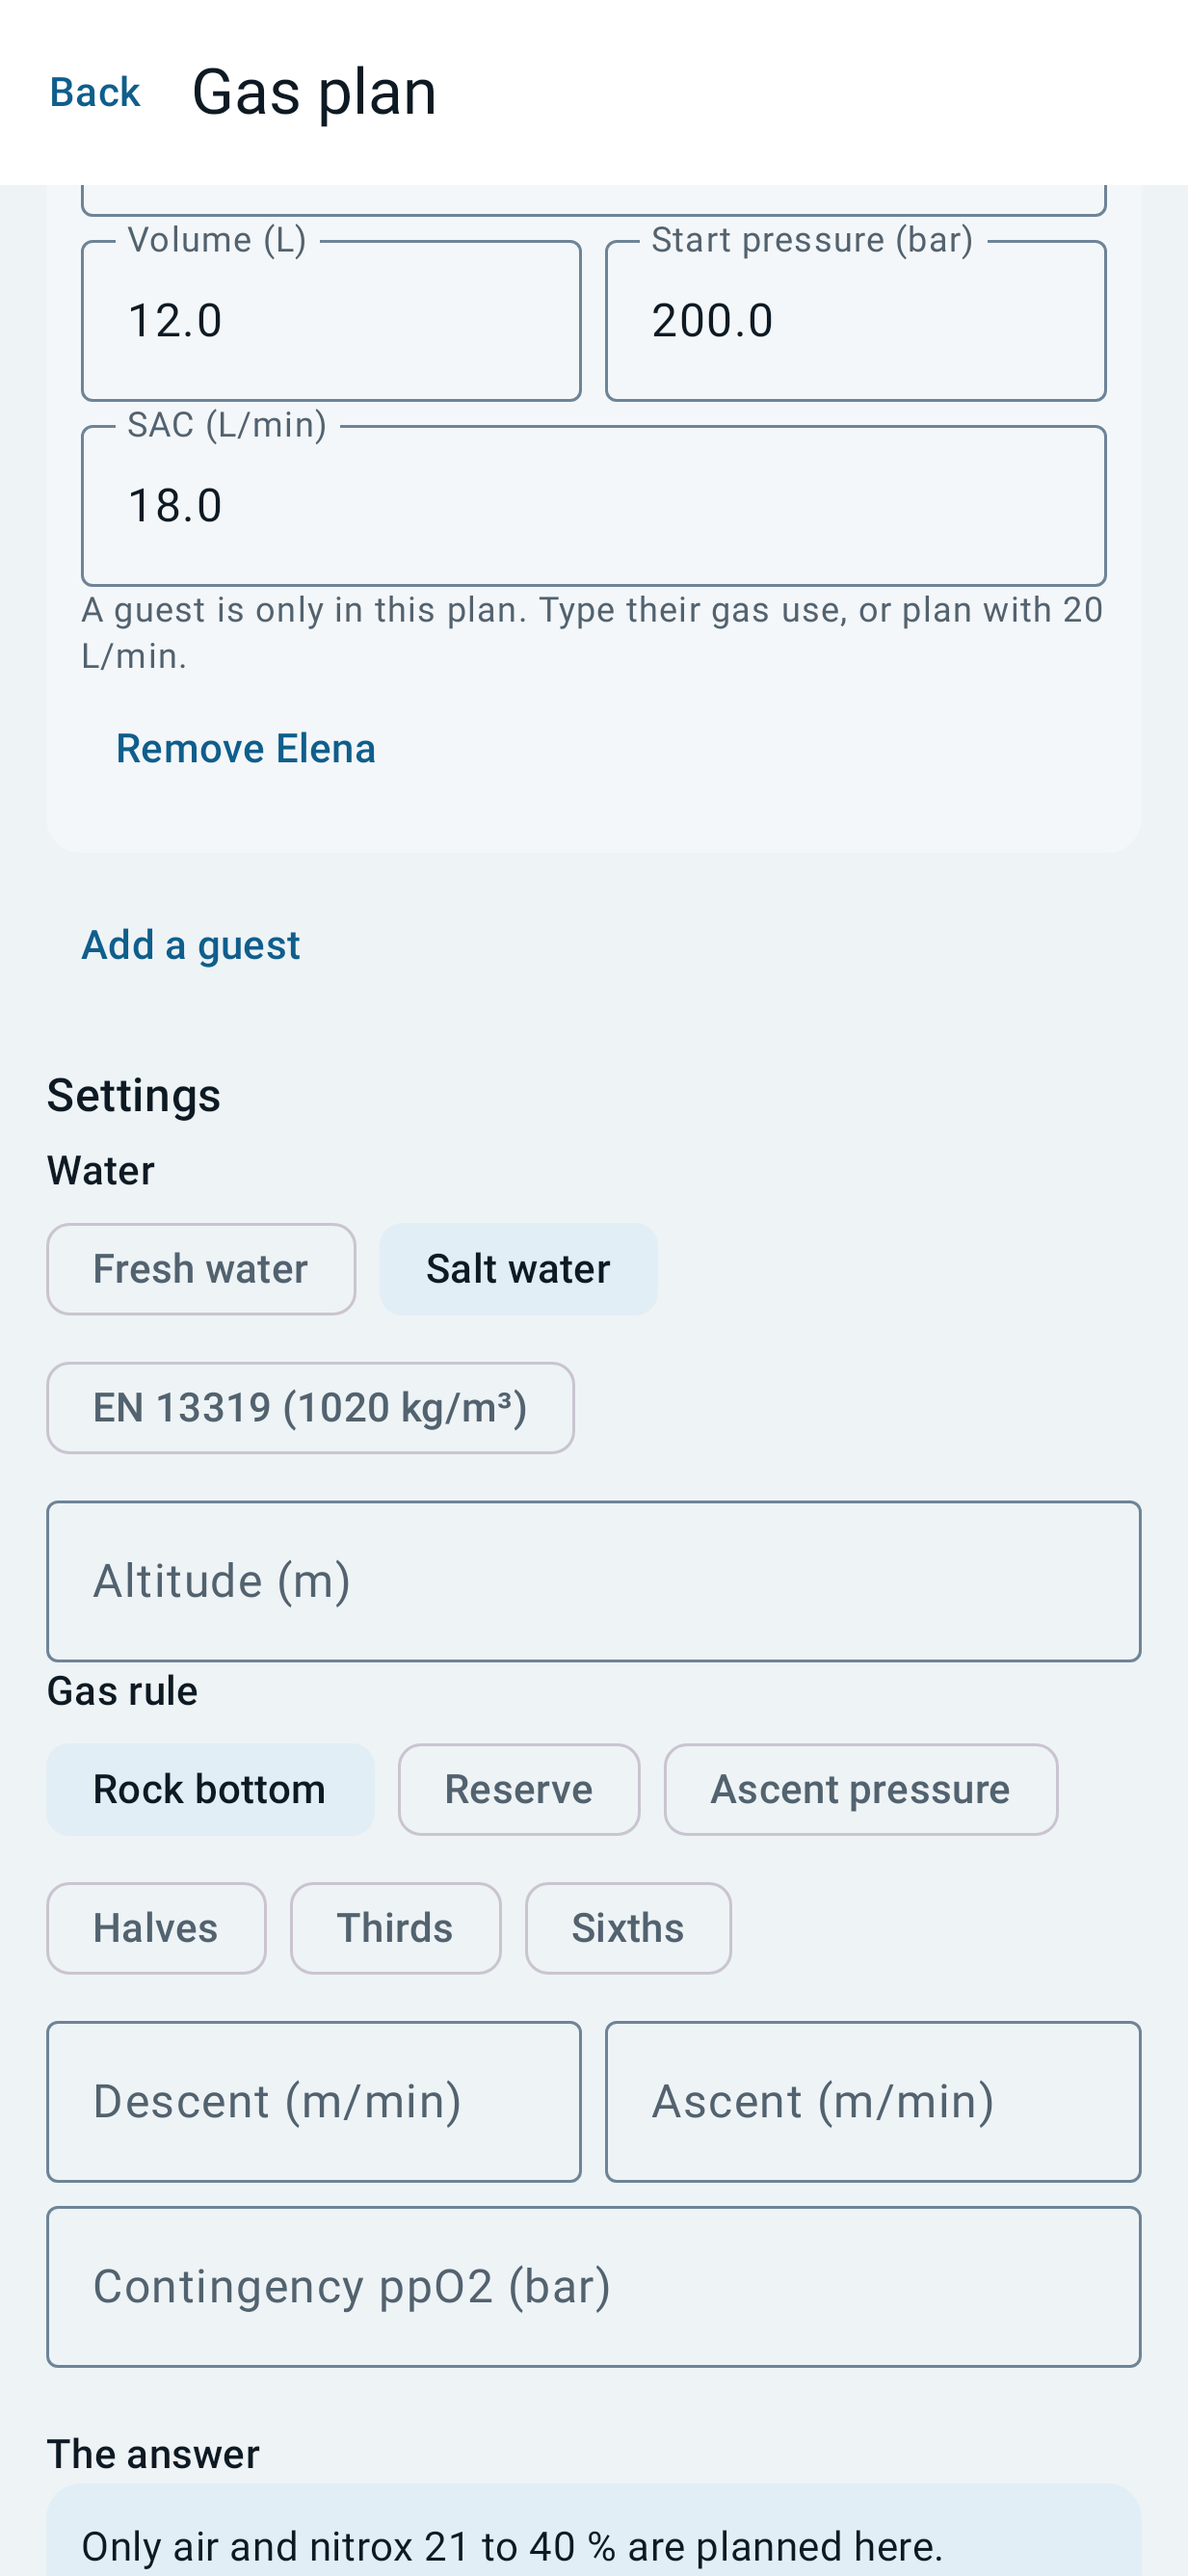 Back Gas plan
Volume (L) Start pressure (bar)
12.0 200.0
SAC (L/min)
18.0
A guest is only in this plan. Type their gas use, or plan with 20
L/min.
Remove Elena
Add a guest
Settings
Water
Fresh water Salt water
EN 13319 (1020 kg/m³)
Altitude (m)
Gas rule
Rock bottom Reserve Ascent pressure
Halves Thirds Sixths
Descent (m/min) Ascent (m/min)
Contingency ppO2 (bar)
The answer
Only air and nitrox 21 to 40 % are planned here.